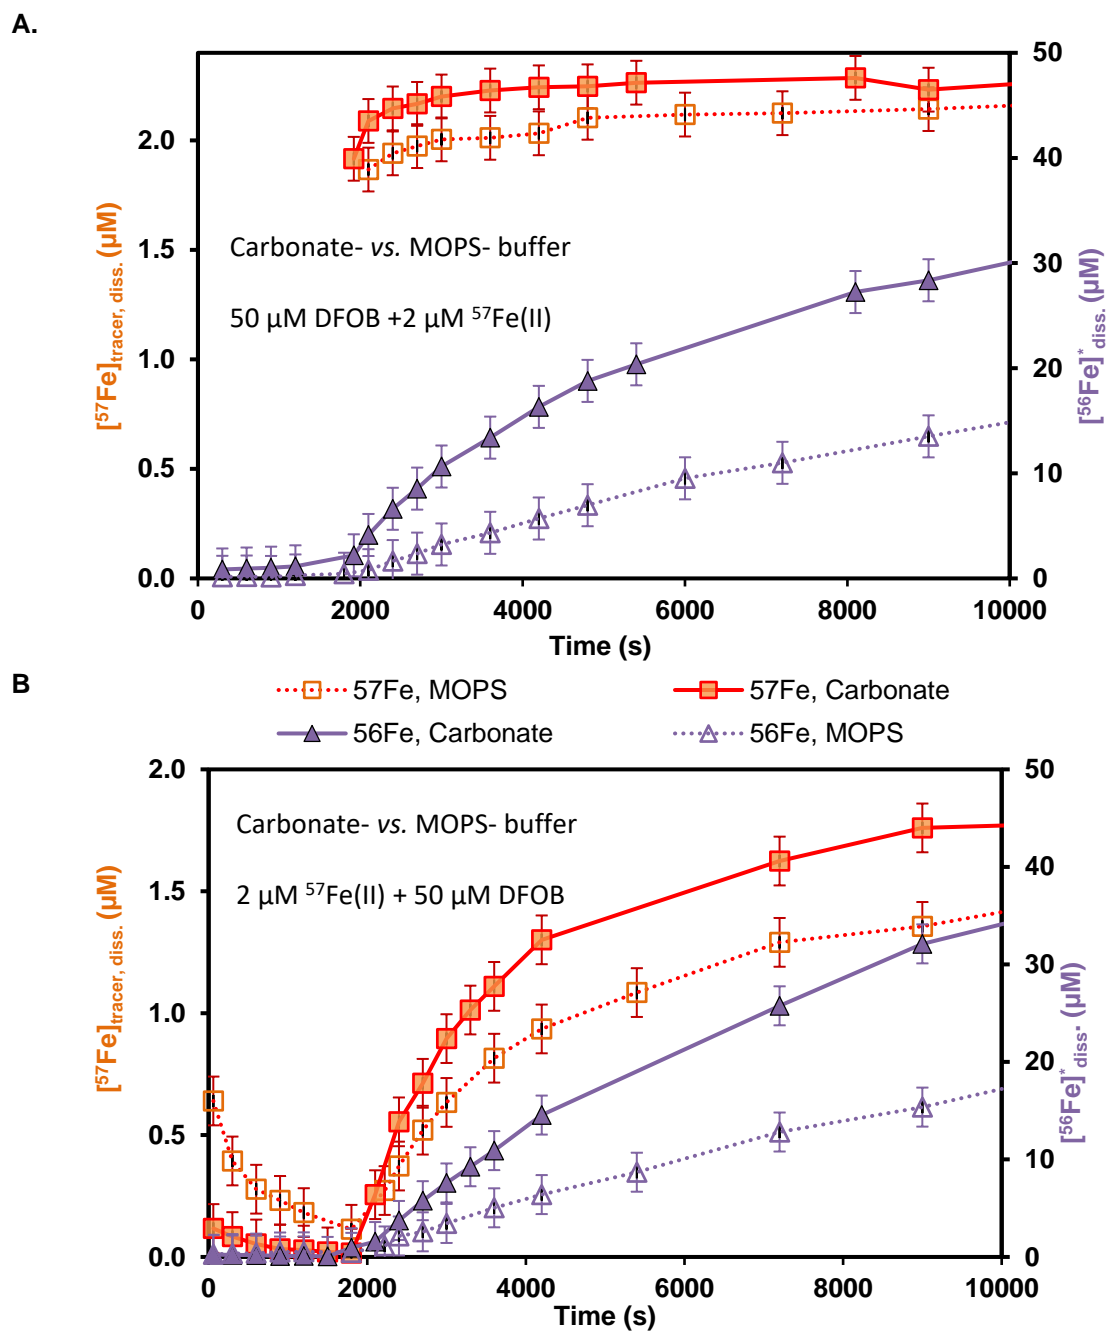 A.
50
40
30
20
10
0
2.0
1.5
1.0
0.5
0.0
[⁵⁷Fe]tracer, diss. (µM)
[⁵⁶Fe]*diss. (µM)
Carbonate- vs. MOPS- buffer
50 µM DFOB +2 µM ⁵⁷Fe(II)
0 2000 4000 6000 8000 10000
Time (s)
B
57Fe, MOPS 57Fe, Carbonate
56Fe, Carbonate 56Fe, MOPS
2.0
1.5
1.0
0.5
0.0
50
40
30
20
10
0
[⁵⁷Fe]tracer, diss. (µM)
[⁵⁶Fe]*diss. (µM)
Carbonate- vs. MOPS- buffer
2 µM ⁵⁷Fe(II) + 50 µM DFOB
0 2000 4000 6000 8000 10000
Time (s)